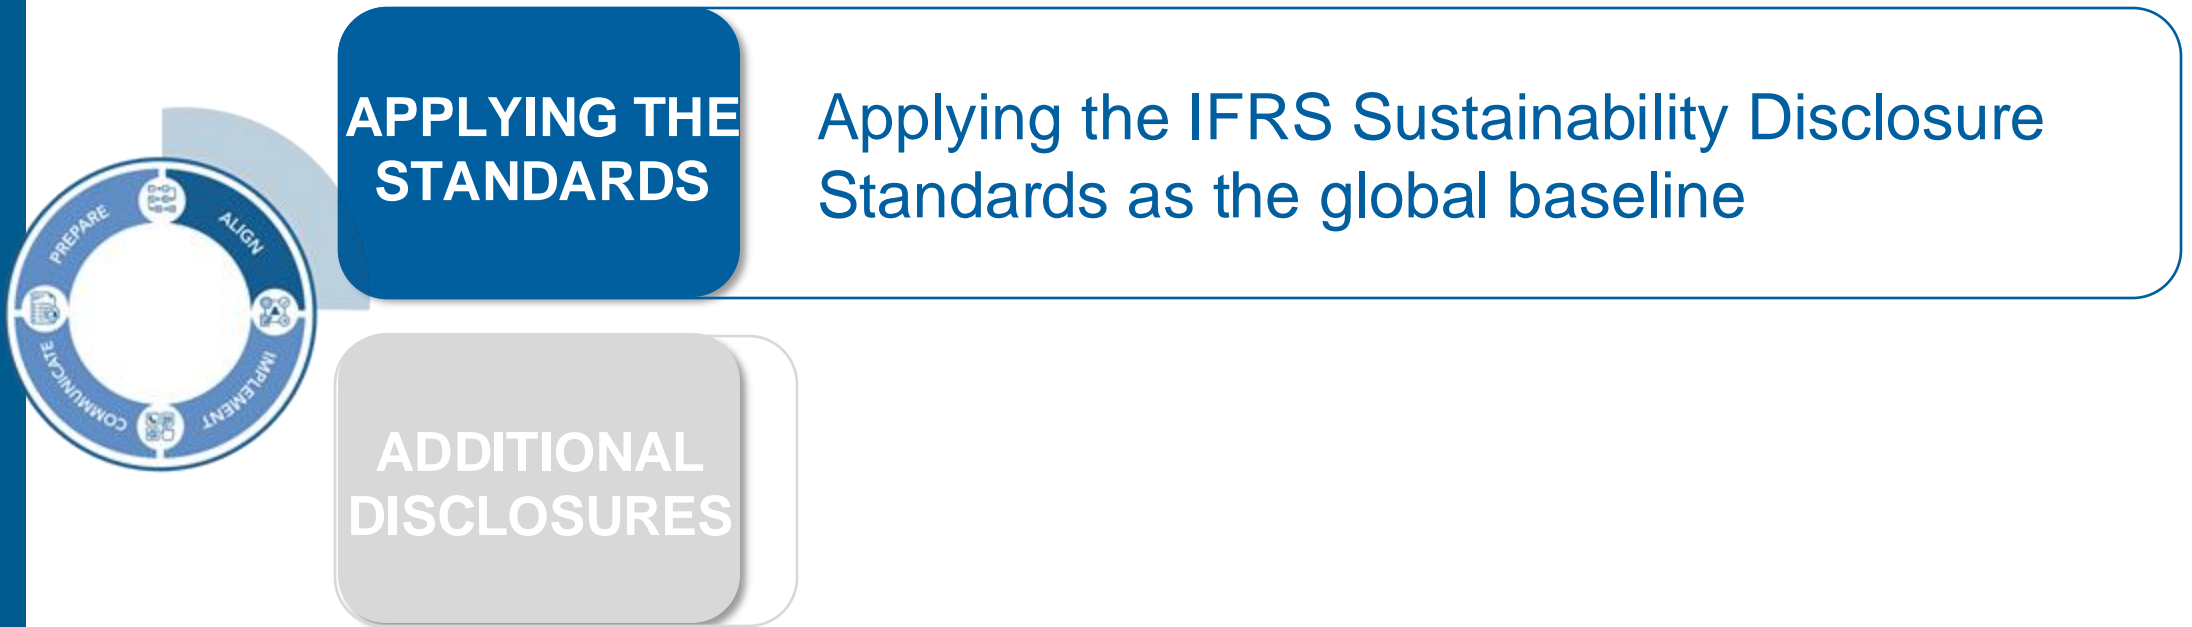 APPLYING THE
STANDARDS
Applying the IFRS Sustainability Disclosure
Standards as the global baseline
PREPARE
ALIGN
IMPLEMENT
COMMUNICATE
ADDITIONAL
DISCLOSURES